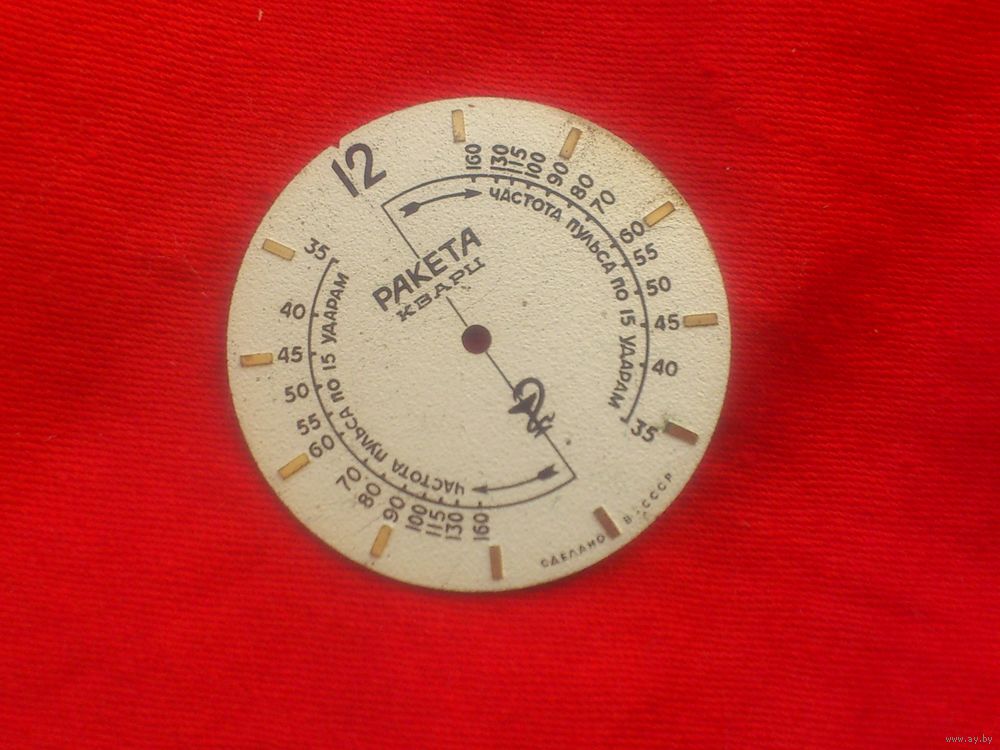 12
РАКЕТА
КВАРЦ
160 130 115 100 90 80 70 60 55 50 45 40 35
ЧАСТОТА ПУЛЬСА ПО 15 УДАРАМ
35 40 45 50 55 60 70 80 90 100 115 130 160
ЧАСТОТА ПУЛЬСА ПО 15 УДАРАМ
СДЕЛАНО В СССР
www.ay.by